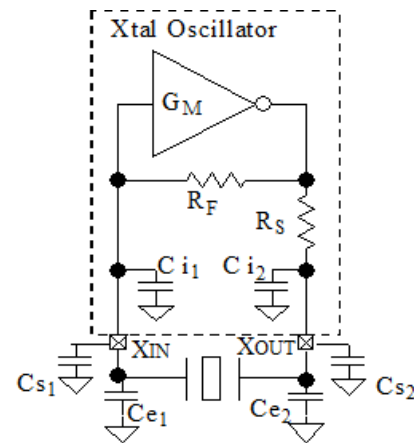 Xtal Oscillator
GM
RF
RS
Ci1
Ci2
XIN
XOUT
Cs1
Cs2
Ce1
Ce2